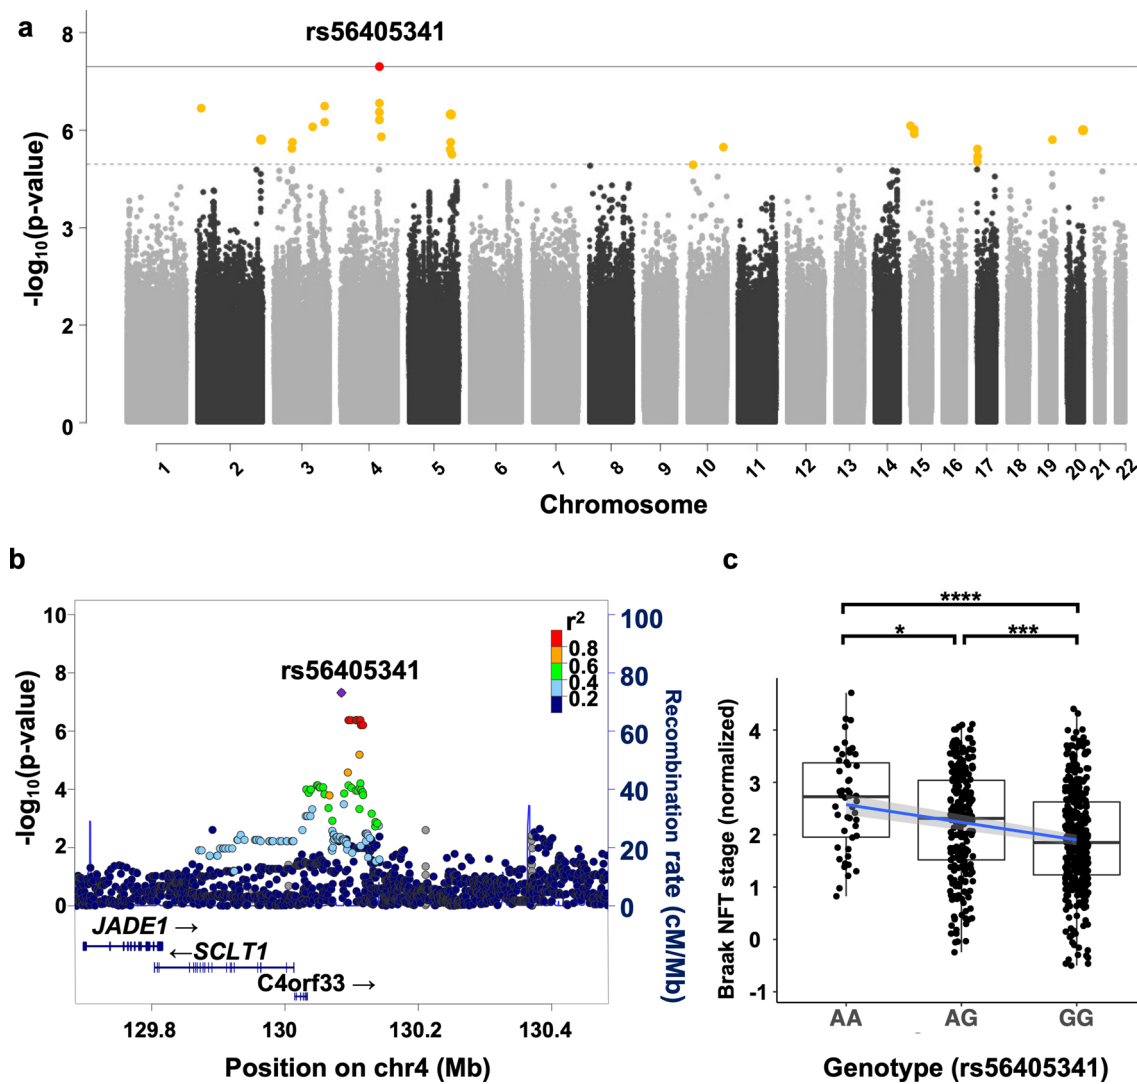 a
rs56405341
8
6
3
2
0
-log10(p-value)
1 2 3 4 5 6 7 8 9 10 11 12 13 14 15 16 17 18 19 20 21 22
Chromosome
b
10
8
6
4
2
0
-log10(p-value)
rs56405341
r2
0.8
0.6
0.4
0.2
100
80
60
40
20
0
Recombination rate (cM/Mb)
JADE1 →
←SCLT1
C4orf33 →
129.8 130 130.2 130.4
Position on chr4 (Mb)
c
****
* ***
4
3
2
1
0
-1
Braak NFT stage (normalized)
AA AG GG
Genotype (rs56405341)